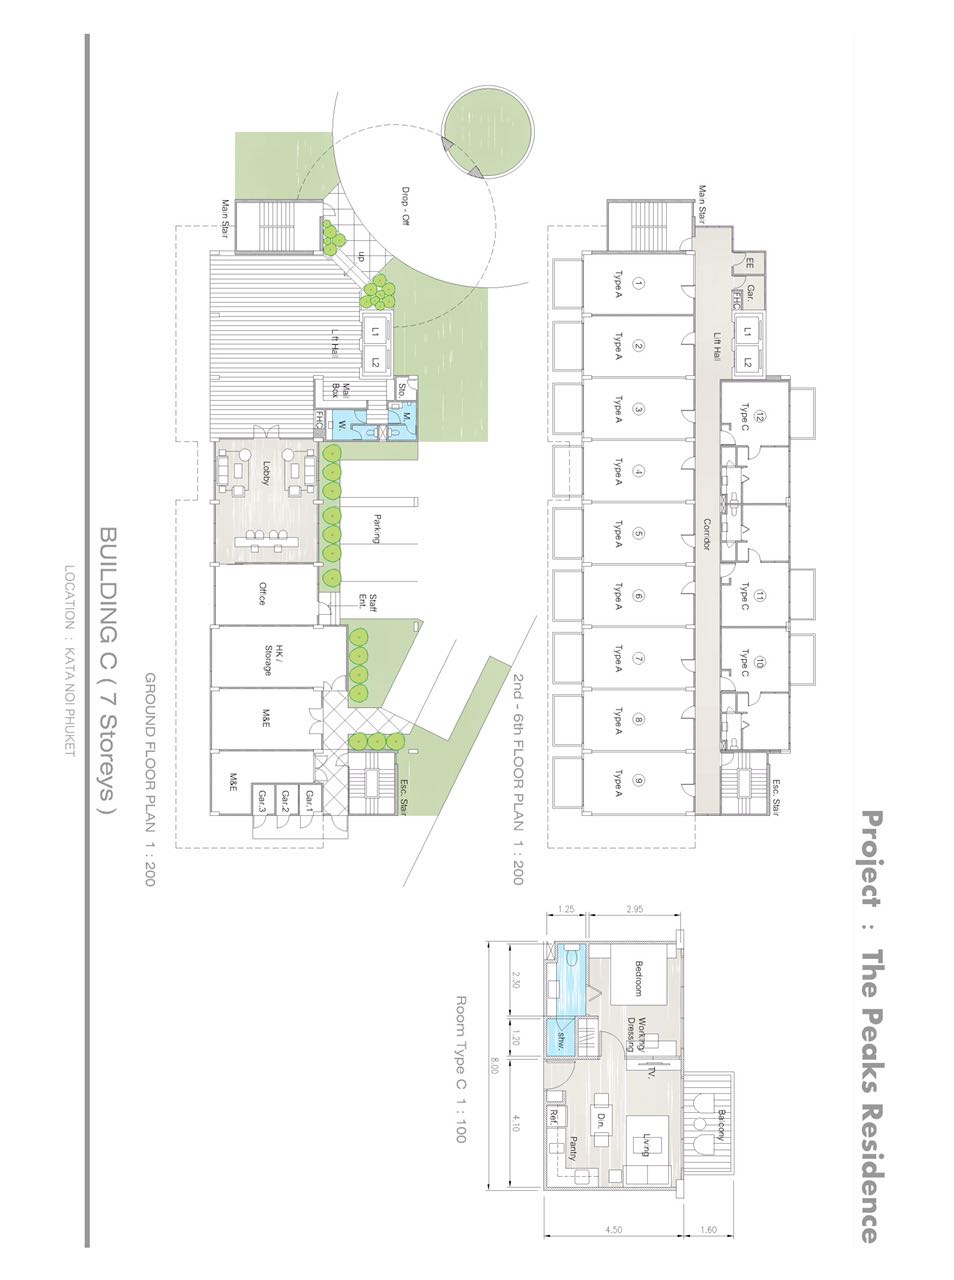 Project : The Peaks Residence
Main Stair
EE
Gar.
FHC
L1
L2
Lift Hall
12
Type C
11
Type C
10
Type C
Esc. Stair
Corridor
1
Type A
2
Type A
3
Type A
4
Type A
5
Type A
6
Type A
7
Type A
8
Type A
9
Type A
2nd - 6th FLOOR PLAN 1 : 200
Balcony
1.60
4.50
2.95
1.25
Bedroom
Working/
Dressing
TV.
Living
shw.
Din.
Ref.
Pantry
2.30
1.20
4.10
8.00
Room Type C 1 : 100
Drop - Off
up
Main Stair
L1
L2
Lift Hall
Sto.
Mail
Box
M.
W.
FHC
Parking
Lobby
Staff
Ent.
Office
HK /
Storage
M&E
M&E
Esc. Stair
Gar.1
Gar.2
Gar.3
GROUND FLOOR PLAN 1 : 200
BUILDING C ( 7 Storeys )
LOCATION : KATA NOI PHUKET